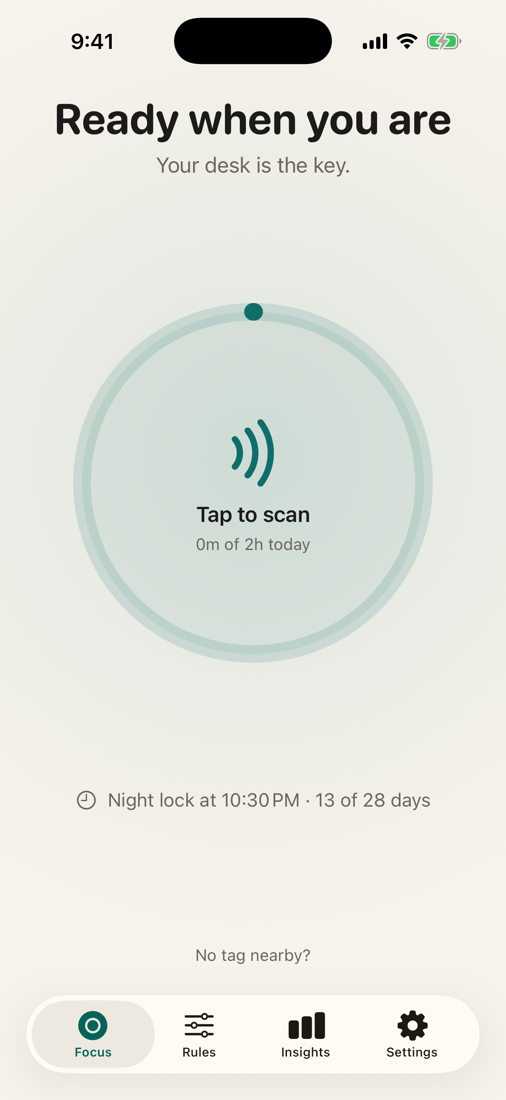 9:41
Ready when you are
Your desk is the key.
Tap to scan
0m of 2h today
Night lock at 10:30 PM · 13 of 28 days
No tag nearby?
Focus
Rules
Insights
Settings